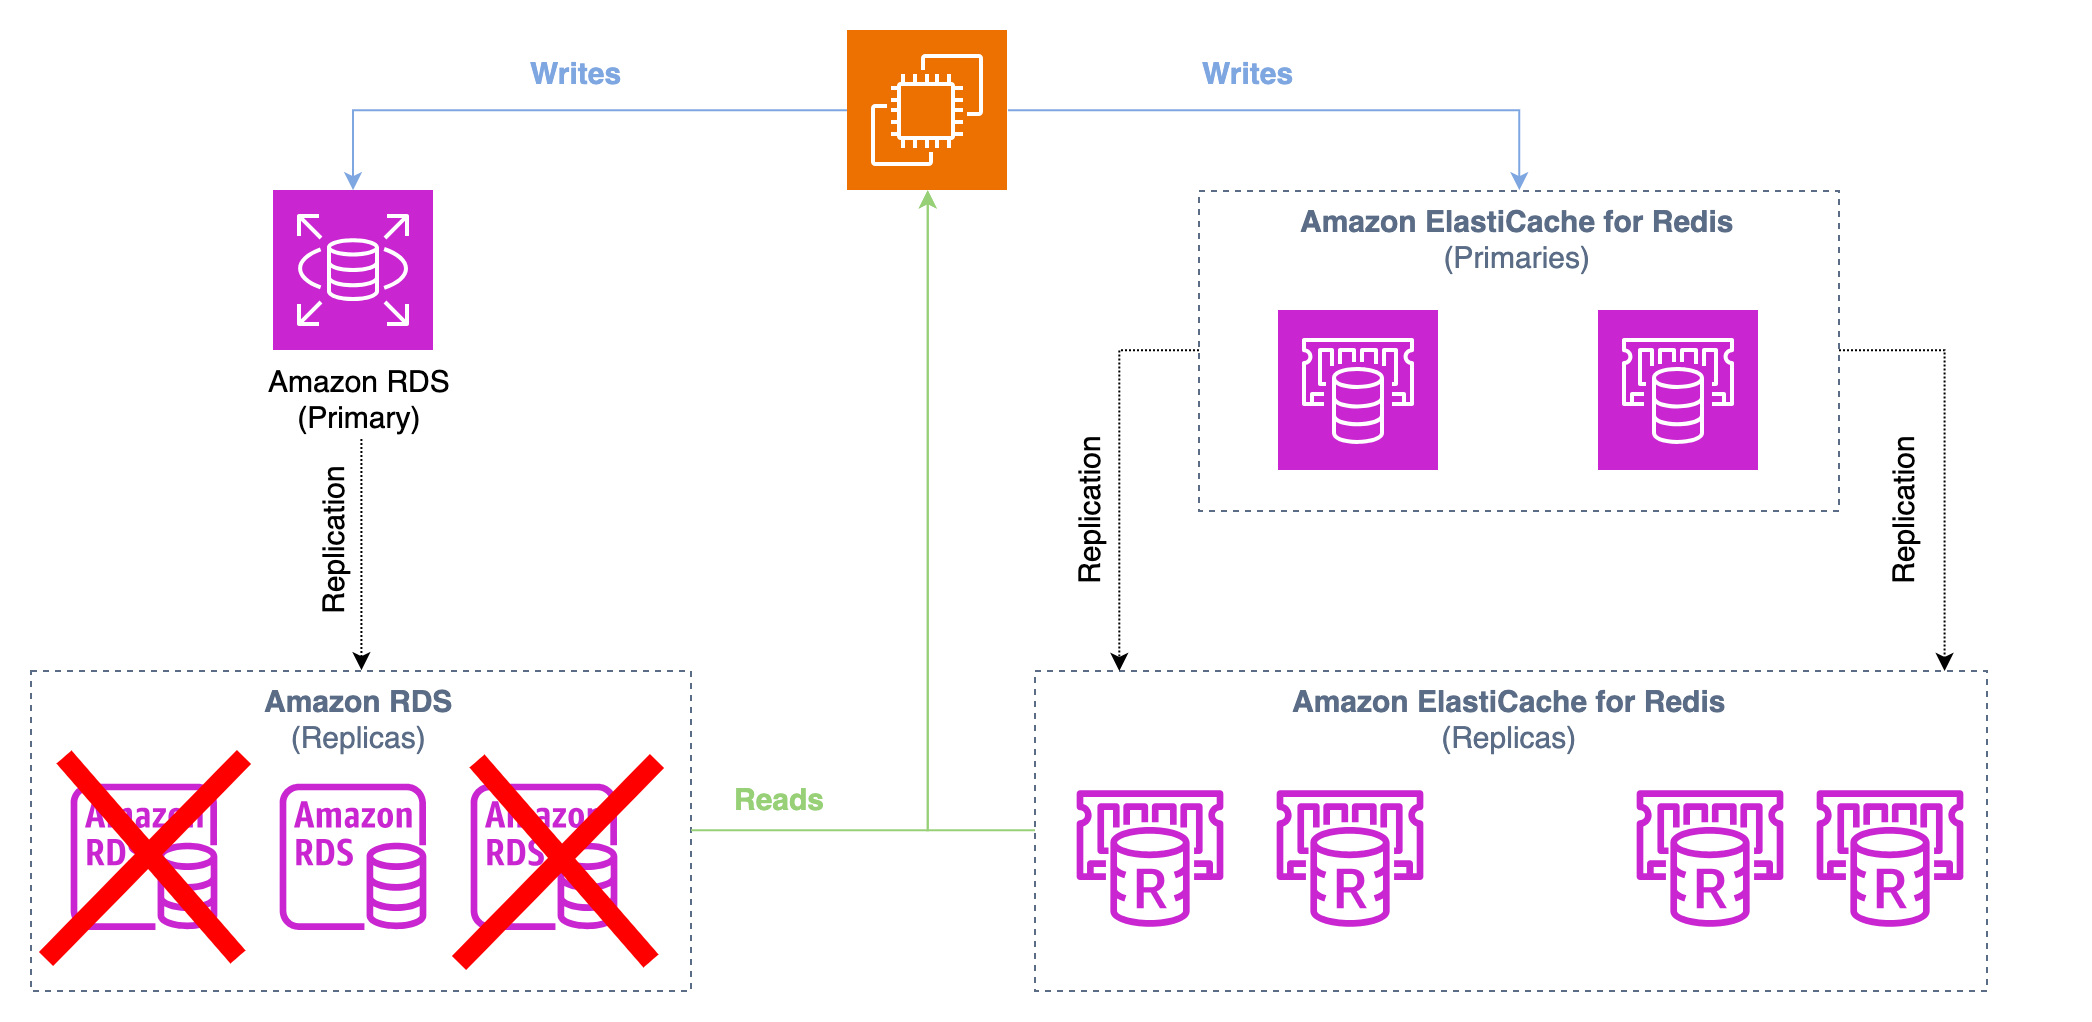 Writes
Writes
Amazon ElastiCache for Redis
(Primaries)
Amazon RDS
(Primary)
Replication
Replication
Replication
Amazon RDS
(Replicas)
Amazon ElastiCache for Redis
(Replicas)
Reads
Amazon
RDS
Amazon
RDS
Amazon
RDS
R
R
R
R